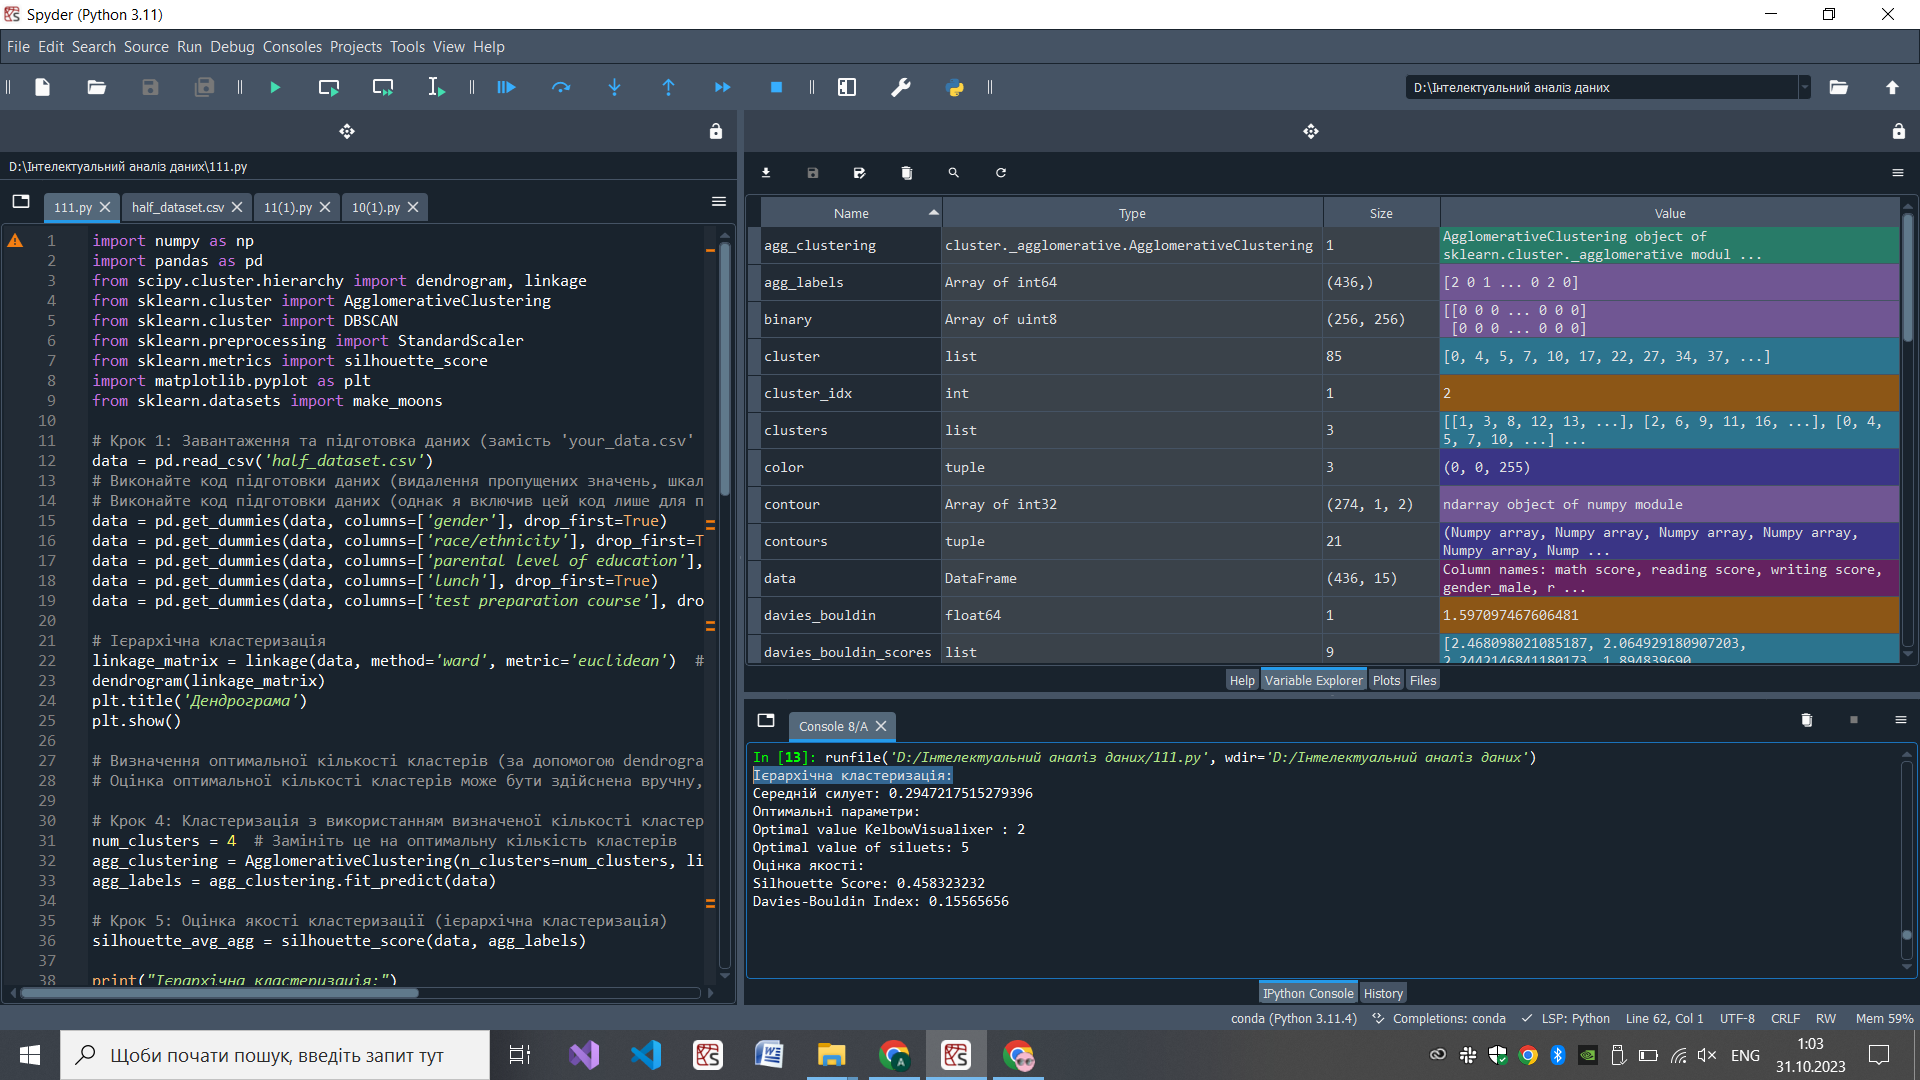 Spyder (Python 3.11)
File Edit Search Source Run Debug Consoles Projects Tools View Help
D:\Інтелектуальний аналіз даних
D:\Інтелектуальний аналіз даних\111.py
111.py half_dataset.csv 11(1).py 10(1).py
1 import numpy as np
2 import pandas as pd
3 from scipy.cluster.hierarchy import dendrogram, linkage
4 from sklearn.cluster import AgglomerativeClustering
5 from sklearn.cluster import DBSCAN
6 from sklearn.preprocessing import StandardScaler
7 from sklearn.metrics import silhouette_score
8 import matplotlib.pyplot as plt
9 from sklearn.datasets import make_moons
10
11 # Крок 1: Завантаження та підготовка даних (замість 'your_data.csv'
12 data = pd.read_csv('half_dataset.csv')
13 # Виконайте код підготовки даних (видалення пропущених значень, шкал
14 # Виконайте код підготовки даних (однак я включив цей код лише для п
15 data = pd.get_dummies(data, columns=['gender'], drop_first=True)
16 data = pd.get_dummies(data, columns=['race/ethnicity'], drop_first=T
17 data = pd.get_dummies(data, columns=['parental level of education'],
18 data = pd.get_dummies(data, columns=['lunch'], drop_first=True)
19 data = pd.get_dummies(data, columns=['test preparation course'], dro
20
21 # Ієрархічна кластеризація
22 linkage_matrix = linkage(data, method='ward', metric='euclidean')  #
23 dendrogram(linkage_matrix)
24 plt.title('Дендрограма')
25 plt.show()
26
27 # Визначення оптимальної кількості кластерів (за допомогою dendrogra
28 # Оцінка оптимальної кількості кластерів може бути здійснена вручну,
29
30 # Крок 4: Кластеризація з використанням визначеної кількості кластер
31 num_clusters = 4  # Замініть це на оптимальну кількість кластерів
32 agg_clustering = AgglomerativeClustering(n_clusters=num_clusters, li
33 agg_labels = agg_clustering.fit_predict(data)
34
35 # Крок 5: Оцінка якості кластеризації (ієрархічна кластеризація)
36 silhouette_avg_agg = silhouette_score(data, agg_labels)
37
38 print("Ієрархічна кластеризація:")
Name Type Size Value
agg_clustering cluster._agglomerative.AgglomerativeClustering 1 AgglomerativeClustering object of
sklearn.cluster._agglomerative modul ...
agg_labels Array of int64 (436,) [2 0 1 ... 0 2 0]
binary Array of uint8 (256, 256) [[0 0 0 ... 0 0 0]
[0 0 0 ... 0 0 0]
cluster list 85 [0, 4, 5, 7, 10, 17, 22, 27, 34, 37, ...]
cluster_idx int 1 2
clusters list 3 [[1, 3, 8, 12, 13, ...], [2, 6, 9, 11, 16, ...], [0, 4,
5, 7, 10, ...] ...
color tuple 3 (0, 0, 255)
contour Array of int32 (274, 1, 2) ndarray object of numpy module
contours tuple 21 (Numpy array, Numpy array, Numpy array, Numpy array,
Numpy array, Nump ...
data DataFrame (436, 15) Column names: math score, reading score, writing score,
gender_male, r ...
davies_bouldin float64 1 1.597097467606481
davies_bouldin_scores list 9 [2.468098021085187, 2.064929180907203,
2.2442146841180173, 1.894839690
Help Variable Explorer Plots Files
Console 8/A
In [13]: runfile('D:/Інтелектуальний аналіз даних/111.py', wdir='D:/Інтелектуальний аналіз даних')
Ієрархічна кластеризація:
Середній силует: 0.2947217515279396
Оптимальні параметри:
Optimal value KelbowVisualixer : 2
Optimal value of siluets: 5
Оцінка якості:
Silhouette Score: 0.458323232
Davies-Bouldin Index: 0.15565656
IPython Console History
conda (Python 3.11.4) Completions: conda LSP: Python Line 62, Col 1 UTF-8 CRLF RW Mem 59%
Щоби почати пошук, введіть запит тут
ENG
1:03
31.10.2023